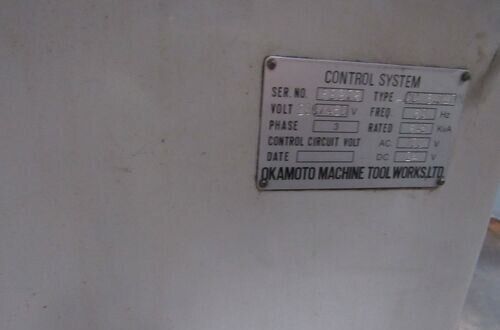 CONTROL SYSTEM
SER. NO. TYPE
VOLT V FREQ. Hz
PHASE 3 RATED KVA
CONTROL CIRCUIT VOLT AC. V
DATE DC. V
OKAMOTO MACHINE TOOL WORKS,LTD.